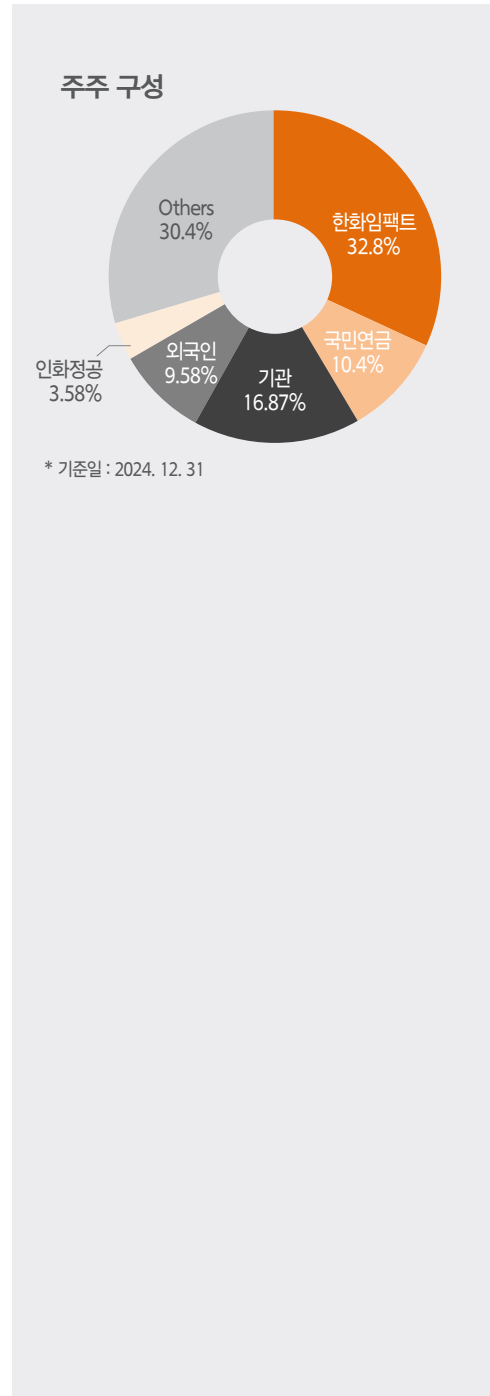 주주 구성
Others
30.4%
한화임팩트
32.8%
국민연금
10.4%
외국인
9.58%
기관
16.87%
인화정공
3.58%
* 기준일 : 2024. 12. 31